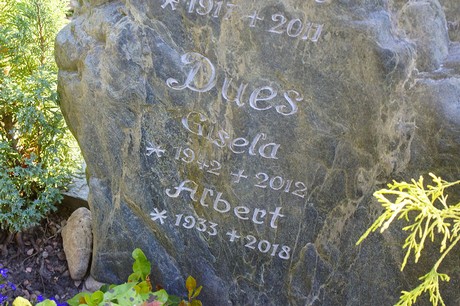 * 1917 + 2011
Dues
Gisela
* 1942 + 2012
Albert
* 1933 + 2018